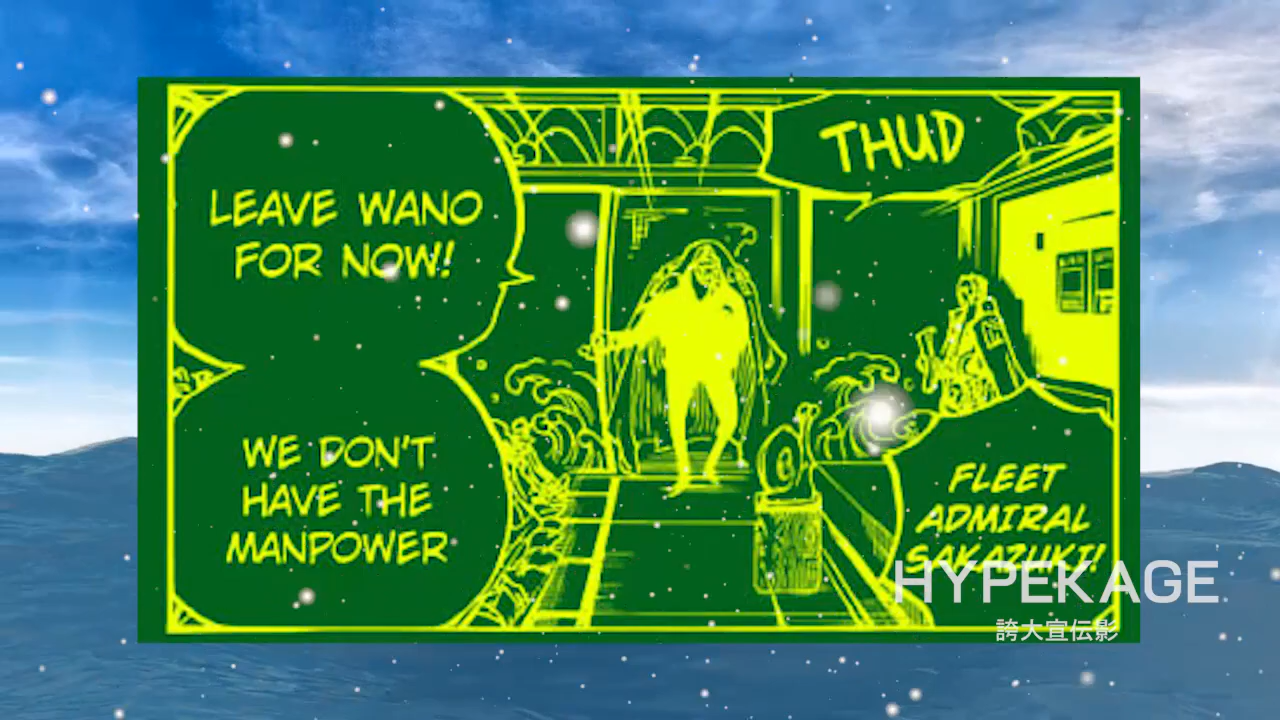 LEAVE WANO
FOR NOW!
WE DON'T
HAVE THE
MANPOWER
THUD
FLEET
ADMIRAL
SAKAZUKI!
HYPEKAGE
誇大宣伝影